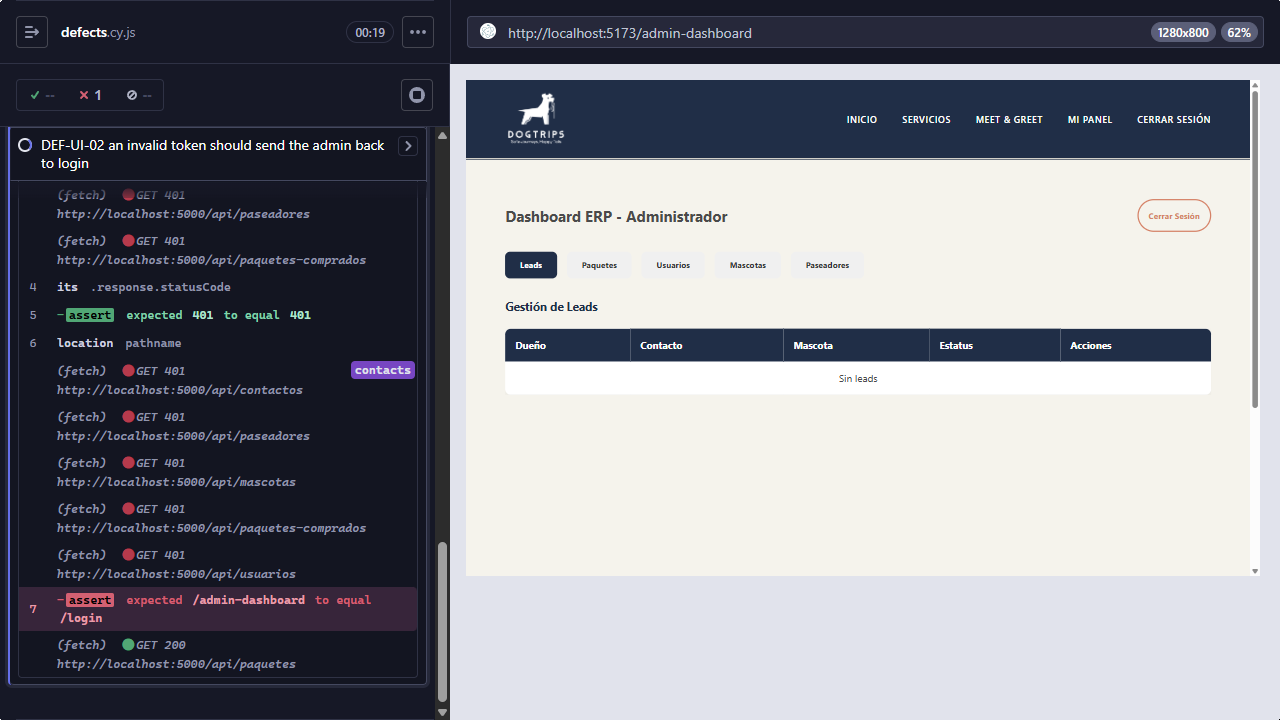 defects.cy.js
00:19
--
1
--
DEF-UI-02 an invalid token should send the admin back
to login
(fetch) GET 401
http://localhost:5000/api/paseadores
(fetch) GET 401
http://localhost:5000/api/paquetes-comprados
4 its .response.statusCode
5 -assert expected 401 to equal 401
6 location pathname
(fetch) GET 401 contacts
http://localhost:5000/api/contactos
(fetch) GET 401
http://localhost:5000/api/paseadores
(fetch) GET 401
http://localhost:5000/api/mascotas
(fetch) GET 401
http://localhost:5000/api/paquetes-comprados
(fetch) GET 401
http://localhost:5000/api/usuarios
7 -assert expected /admin-dashboard to equal
/login
(fetch) GET 200
http://localhost:5000/api/paquetes
http://localhost:5173/admin-dashboard
1280x800
62%
DOGTRIPS
INICIO SERVICIOS MEET & GREET MI PANEL CERRAR SESIÓN
Dashboard ERP - Administrador
Cerrar Sesión
Leads Paquetes Usuarios Mascotas Paseadores
Gestión de Leads
Dueño Contacto Mascota Estatus Acciones
Sin leads